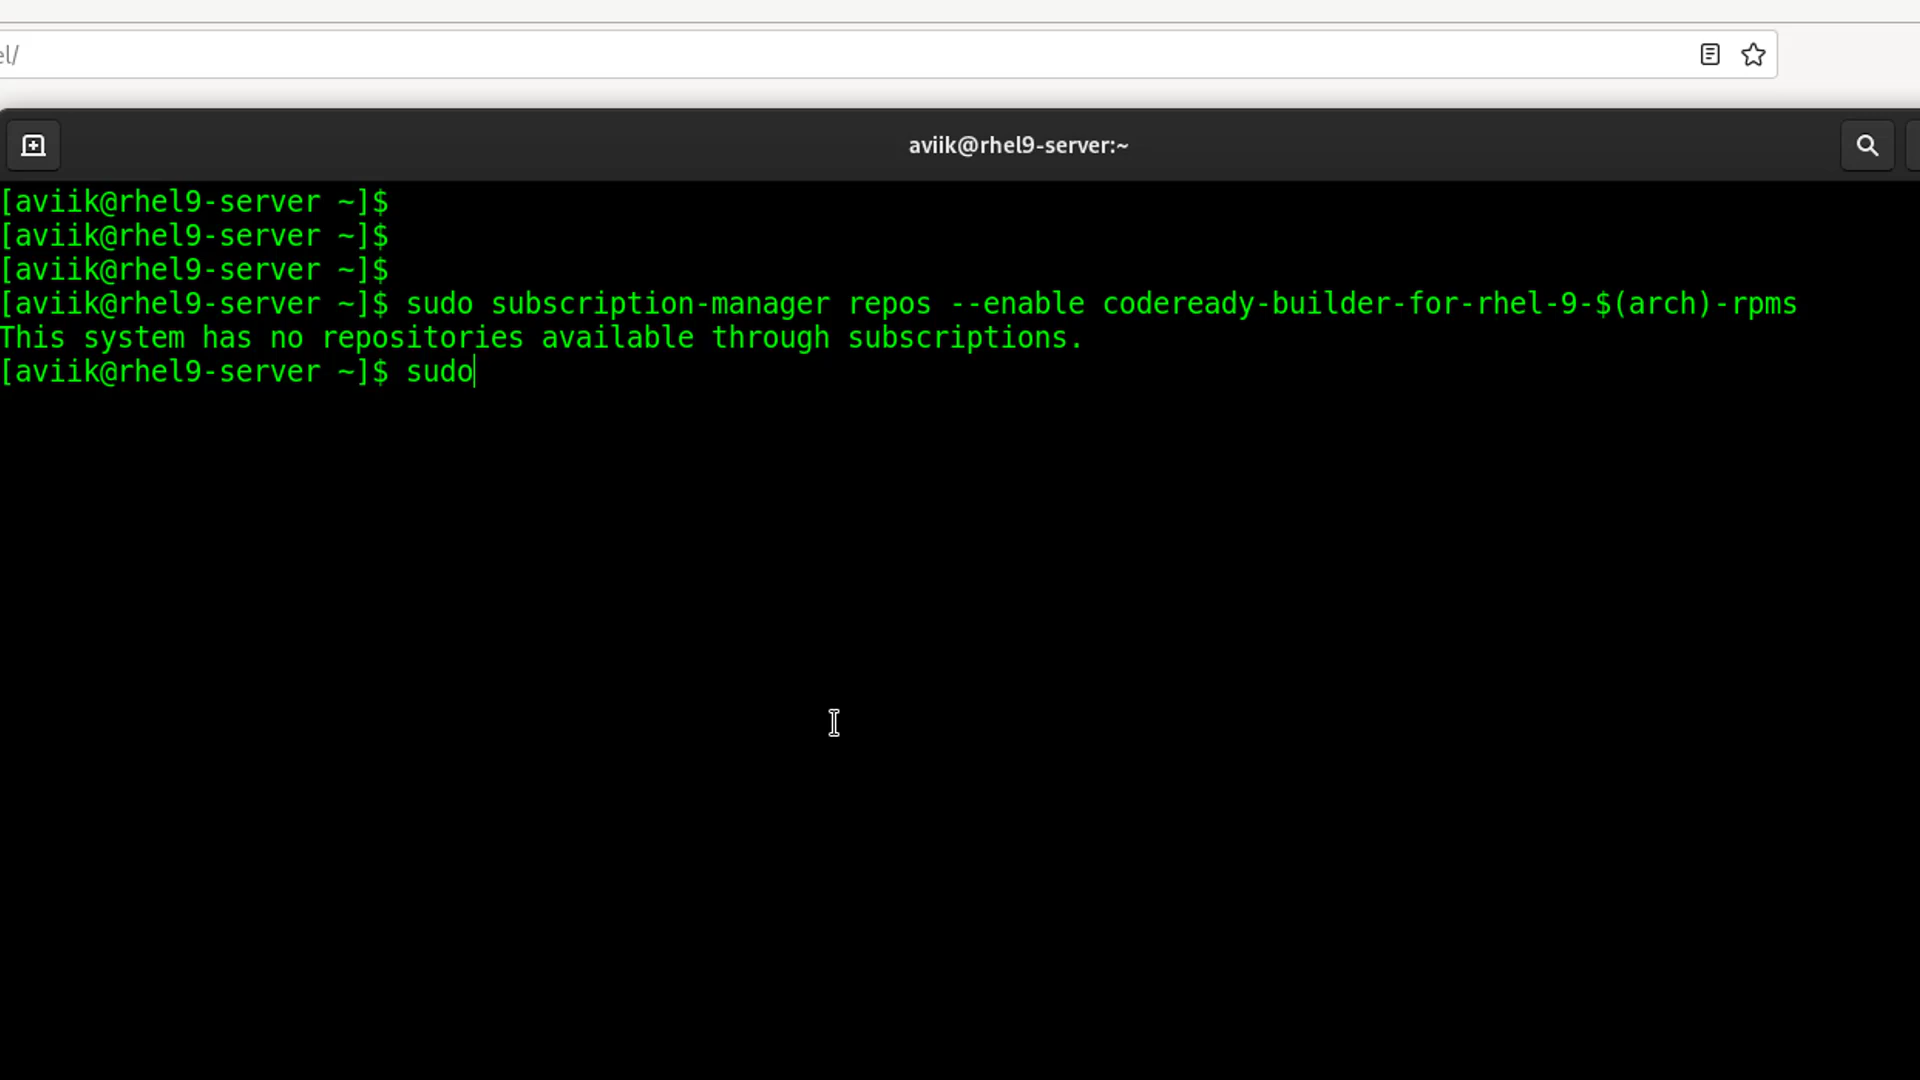 el/
aviik@rhel9-server:~
[aviik@rhel9-server ~]$
[aviik@rhel9-server ~]$
[aviik@rhel9-server ~]$
[aviik@rhel9-server ~]$ sudo subscription-manager repos --enable codeready-builder-for-rhel-9-$(arch)-rpms
This system has no repositories available through subscriptions.
[aviik@rhel9-server ~]$ sudo